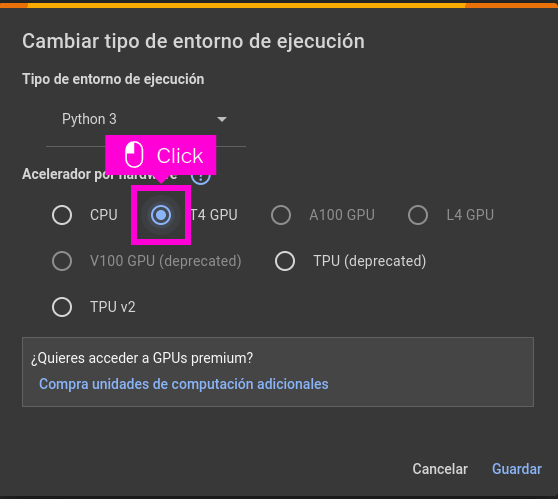 Cambiar tipo de entorno de ejecución
Tipo de entorno de ejecución
Python 3
Click
Acelerador por hardware
CPU T4 GPU A100 GPU L4 GPU
V100 GPU (deprecated) TPU (deprecated)
TPU v2
¿Quieres acceder a GPUs premium?
Compra unidades de computación adicionales
Cancelar Guardar